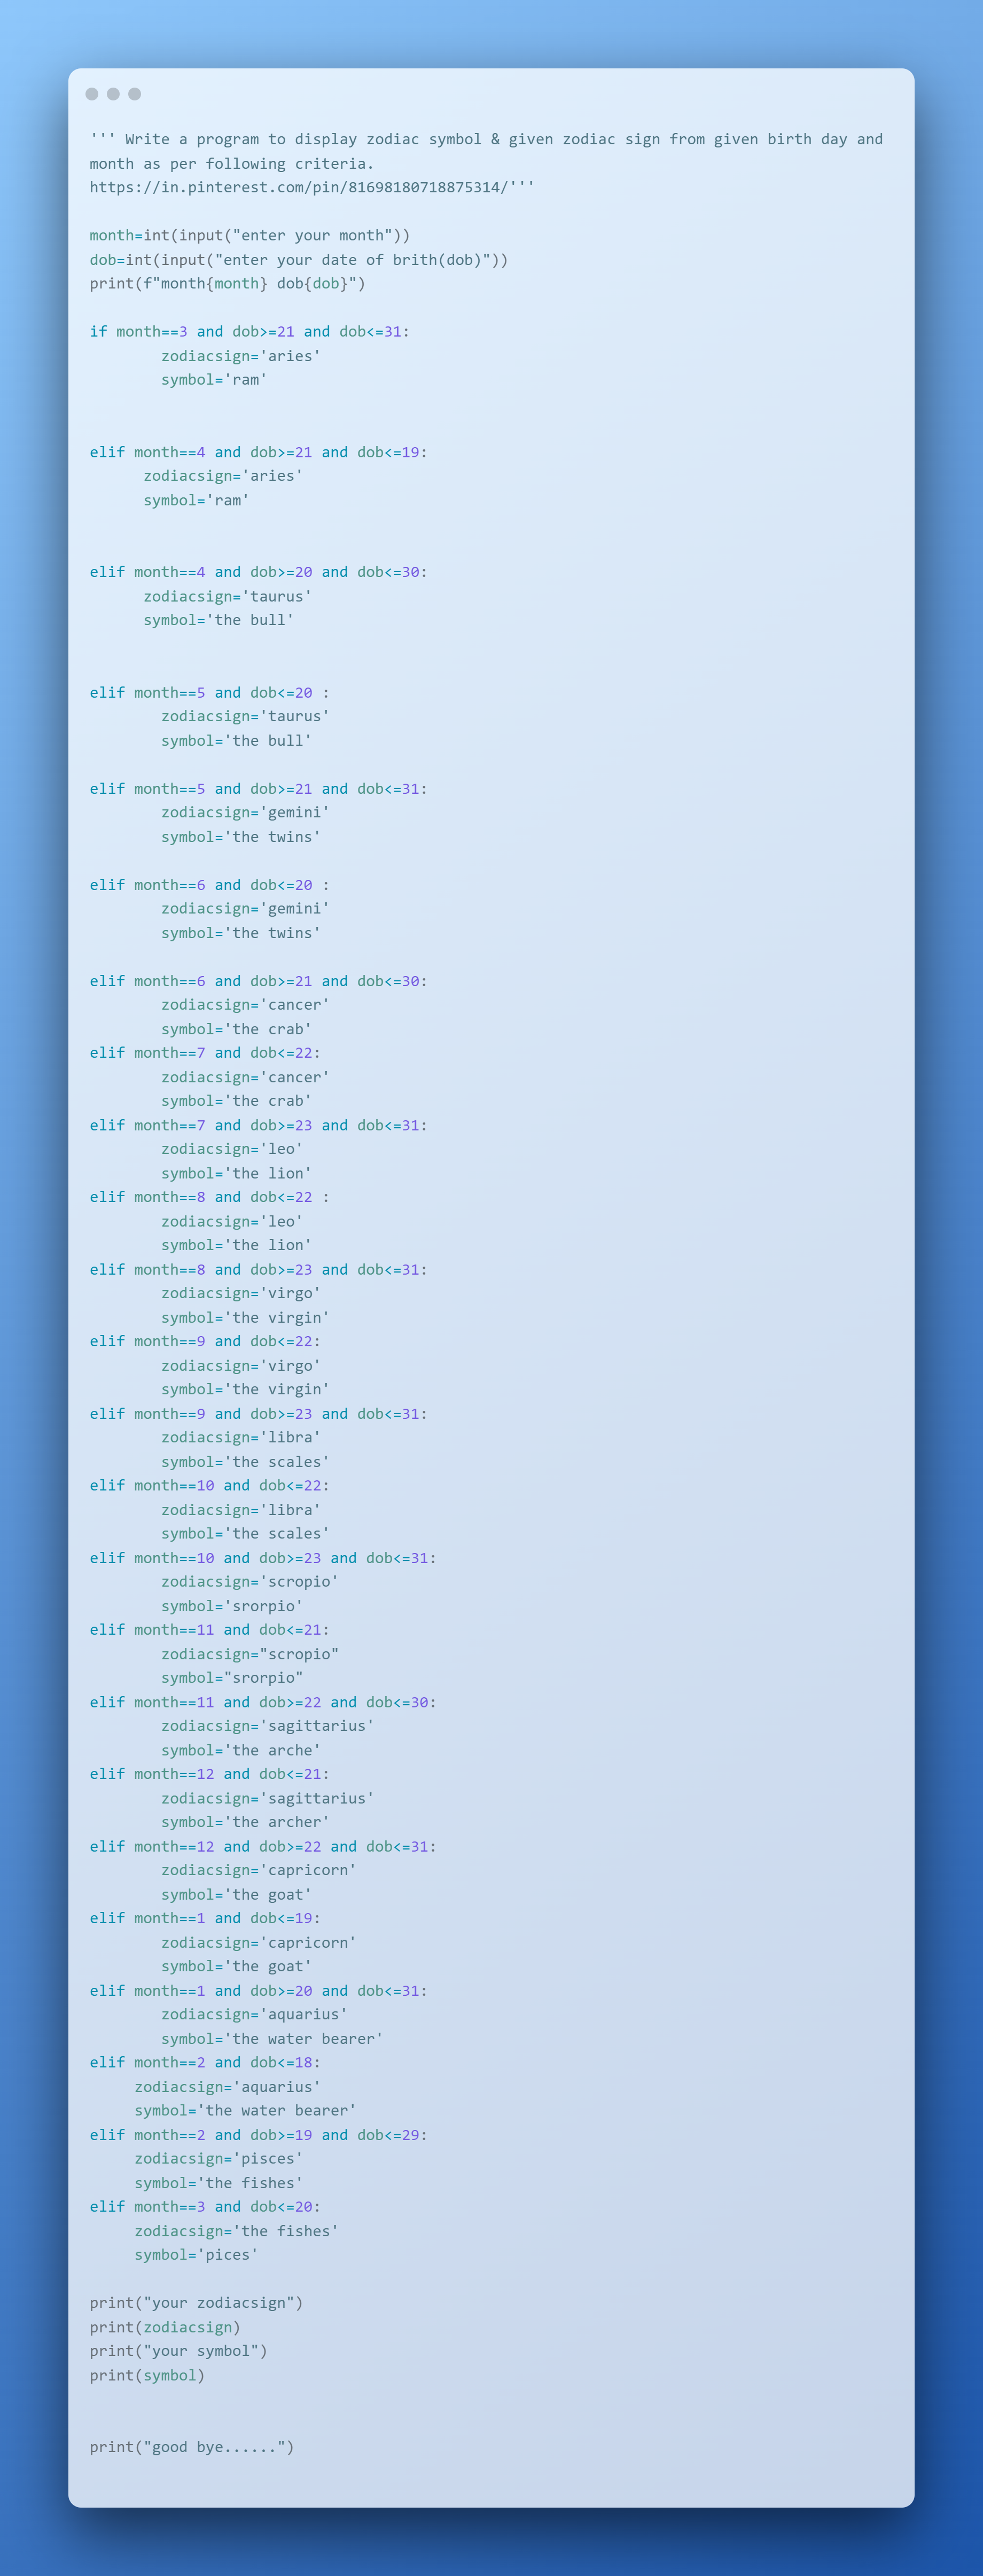 ''' Write a program to display zodiac symbol & given zodiac sign from given birth day and
month as per following criteria.
https://in.pinterest.com/pin/81698180718875314/'''
month=int(input("enter your month"))
dob=int(input("enter your date of brith(dob)"))
print(f"month{month} dob{dob}")
if month==3 and dob>=21 and dob<=31:
zodiacsign='aries'
symbol='ram'
elif month==4 and dob>=21 and dob<=19:
zodiacsign='aries'
symbol='ram'
elif month==4 and dob>=20 and dob<=30:
zodiacsign='taurus'
symbol='the bull'
elif month==5 and dob<=20 :
zodiacsign='taurus'
symbol='the bull'
elif month==5 and dob>=21 and dob<=31:
zodiacsign='gemini'
symbol='the twins'
elif month==6 and dob<=20 :
zodiacsign='gemini'
symbol='the twins'
elif month==6 and dob>=21 and dob<=30:
zodiacsign='cancer'
symbol='the crab'
elif month==7 and dob<=22:
zodiacsign='cancer'
symbol='the crab'
elif month==7 and dob>=23 and dob<=31:
zodiacsign='leo'
symbol='the lion'
elif month==8 and dob<=22 :
zodiacsign='leo'
symbol='the lion'
elif month==8 and dob>=23 and dob<=31:
zodiacsign='virgo'
symbol='the virgin'
elif month==9 and dob<=22:
zodiacsign='virgo'
symbol='the virgin'
elif month==9 and dob>=23 and dob<=31:
zodiacsign='libra'
symbol='the scales'
elif month==10 and dob<=22:
zodiacsign='libra'
symbol='the scales'
elif month==10 and dob>=23 and dob<=31:
zodiacsign='scropio'
symbol='srorpio'
elif month==11 and dob<=21:
zodiacsign="scropio"
symbol="srorpio"
elif month==11 and dob>=22 and dob<=30:
zodiacsign='sagittarius'
symbol='the arche'
elif month==12 and dob<=21:
zodiacsign='sagittarius'
symbol='the archer'
elif month==12 and dob>=22 and dob<=31:
zodiacsign='capricorn'
symbol='the goat'
elif month==1 and dob<=19:
zodiacsign='capricorn'
symbol='the goat'
elif month==1 and dob>=20 and dob<=31:
zodiacsign='aquarius'
symbol='the water bearer'
elif month==2 and dob<=18:
zodiacsign='aquarius'
symbol='the water bearer'
elif month==2 and dob>=19 and dob<=29:
zodiacsign='pisces'
symbol='the fishes'
elif month==3 and dob<=20:
zodiacsign='the fishes'
symbol='pices'
print("your zodiacsign")
print(zodiacsign)
print("your symbol")
print(symbol)
print("good bye......")